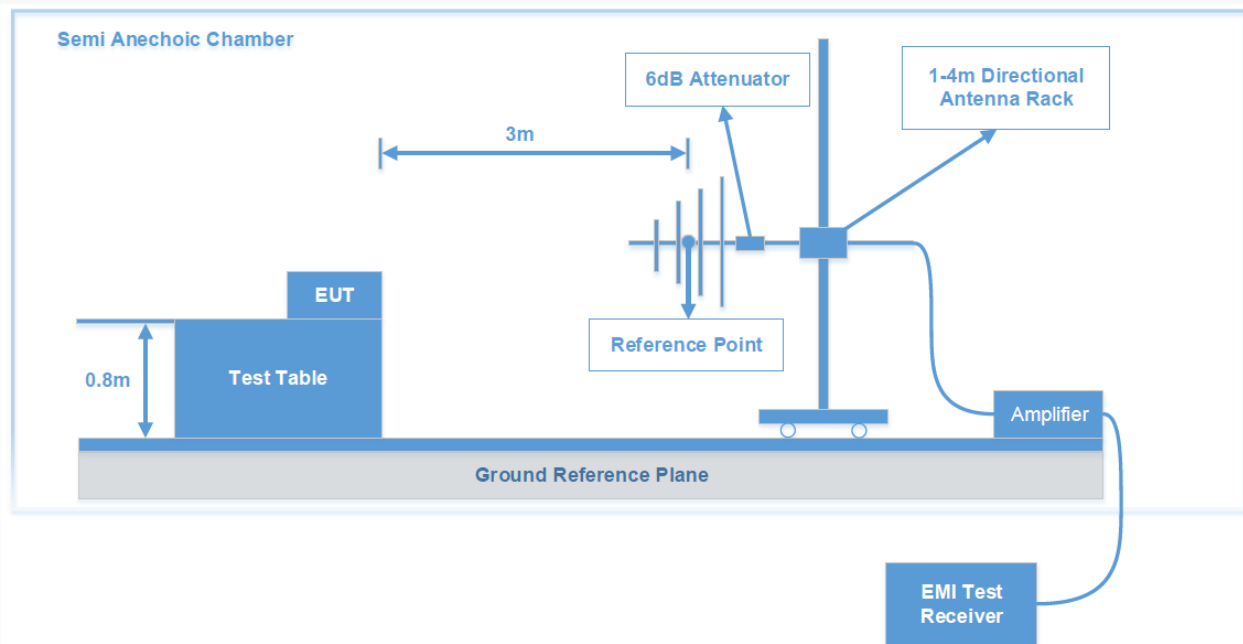 Semi Anechoic Chamber
6dB Attenuator
1-4m Directional
Antenna Rack
3m
EUT
Reference Point
Test Table
0.8m
Amplifier
Ground Reference Plane
EMI Test
Receiver